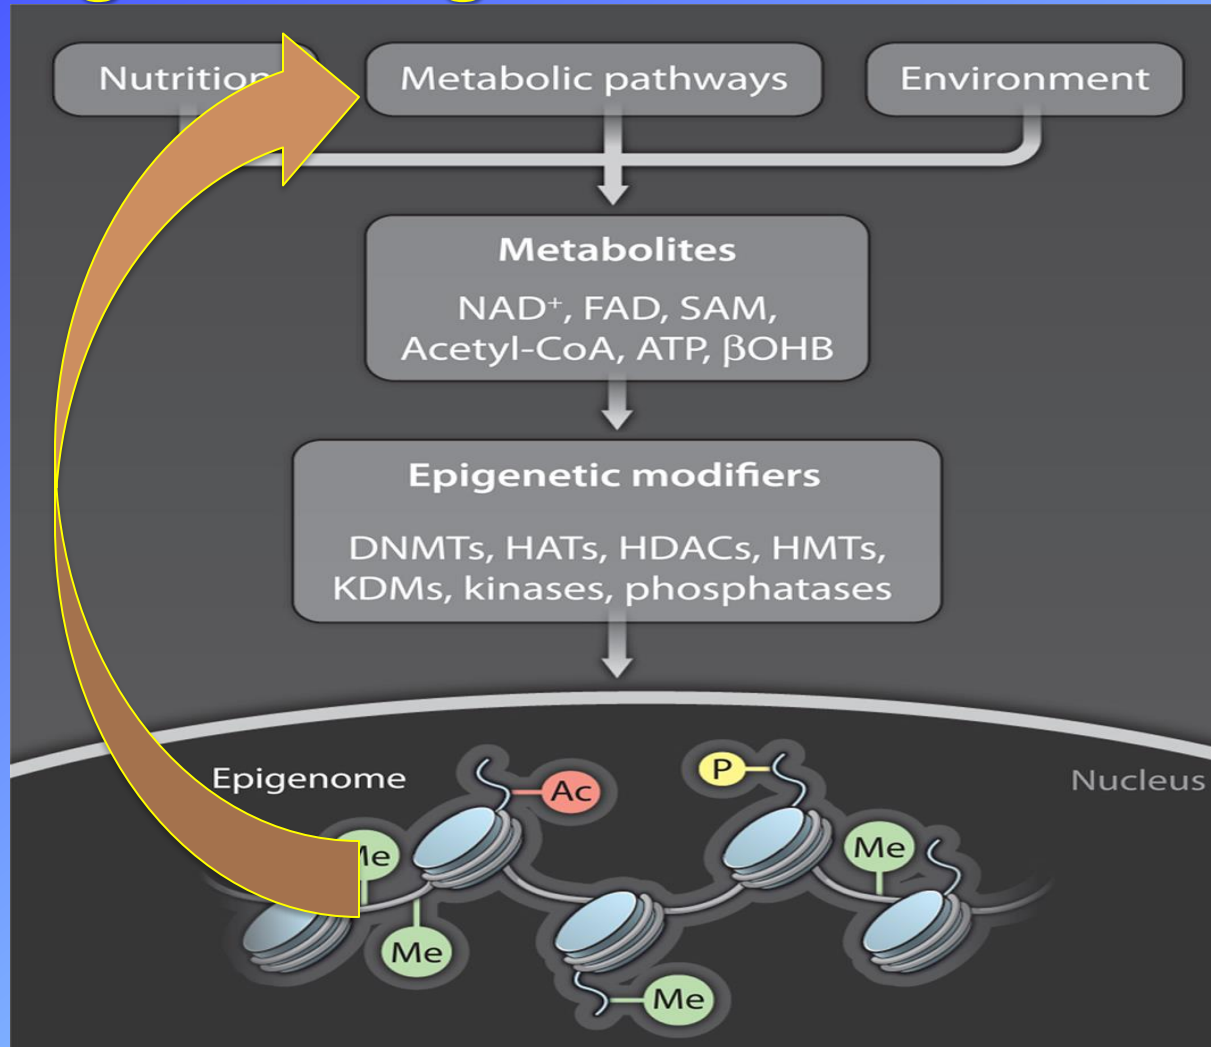 Nutrition
Metabolic pathways
Environment
Metabolites
NAD⁺, FAD, SAM,
Acetyl-CoA, ATP, βOHB
Epigenetic modifiers
DNMTs, HATs, HDACs, HMTs,
KDMs, kinases, phosphatases
Epigenome
Nucleus
Ac
P
Me
Me
Me
Me